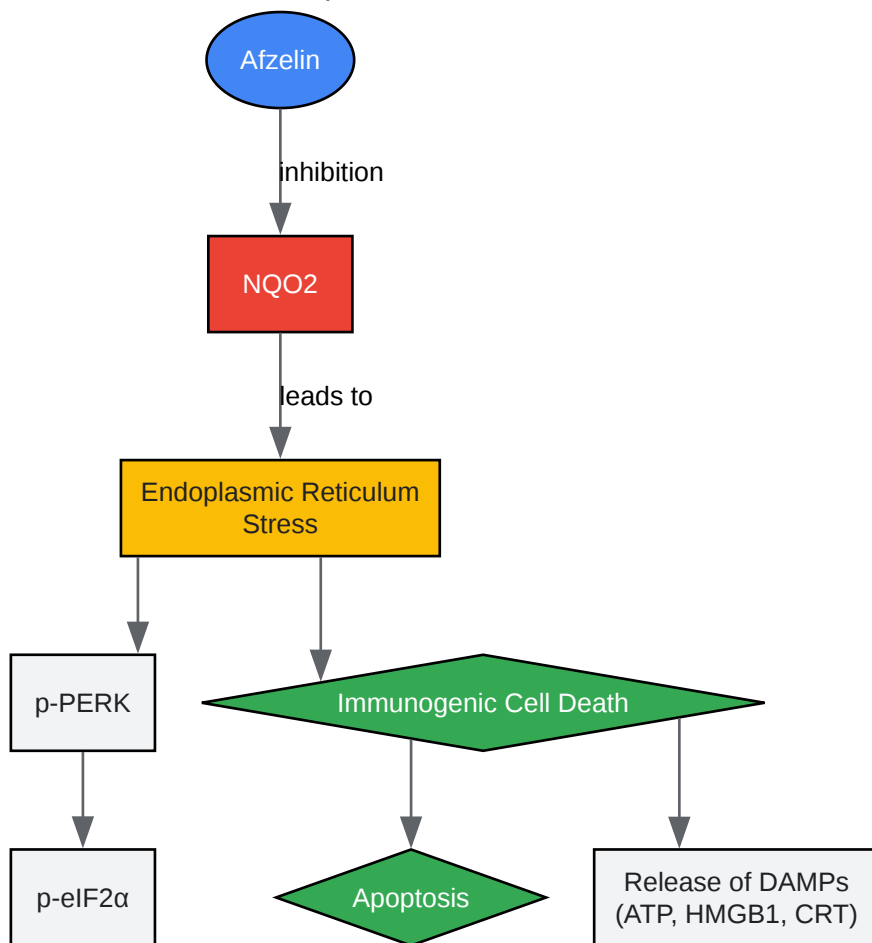 Afzelin
inhibition
NQO2
leads to
Endoplasmic Reticulum
Stress
p-PERK
Immunogenic Cell Death
p-eIF2α
Apoptosis
Release of DAMPs
(ATP, HMGB1, CRT)